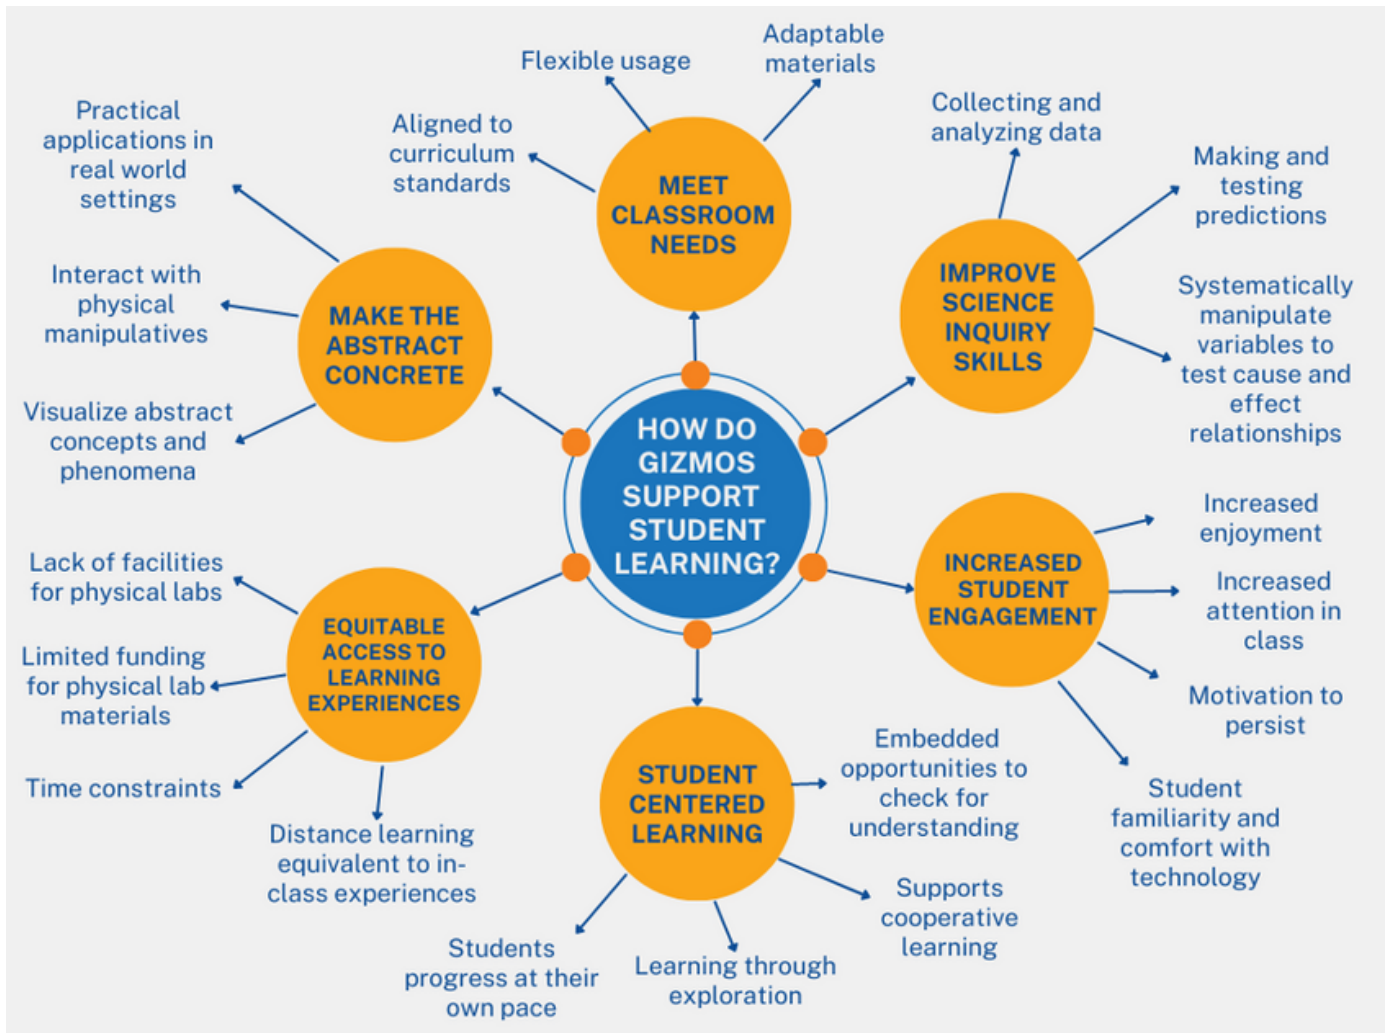 HOW DO
GIZMOS
SUPPORT
STUDENT
LEARNING?
MEET
CLASSROOM
NEEDS
Aligned to
curriculum
standards
Flexible usage
Adaptable
materials
IMPROVE
SCIENCE
INQUIRY
SKILLS
Collecting and
analyzing data
Making and
testing
predictions
Systematically
manipulate
variables to
test cause and
effect
relationships
INCREASED
STUDENT
ENGAGEMENT
Increased
enjoyment
Increased
attention in
class
Motivation to
persist
Student
familiarity and
comfort with
technology
STUDENT
CENTERED
LEARNING
Embedded
opportunities to
check for
understanding
Supports
cooperative
learning
Learning through
exploration
Students
progress at their
own pace
EQUITABLE
ACCESS TO
LEARNING
EXPERIENCES
Distance learning
equivalent to in-
class experiences
Time constraints
Limited funding
for physical lab
materials
Lack of facilities
for physical labs
MAKE THE
ABSTRACT
CONCRETE
Visualize abstract
concepts and
phenomena
Interact with
physical
manipulatives
Practical
applications in
real world
settings